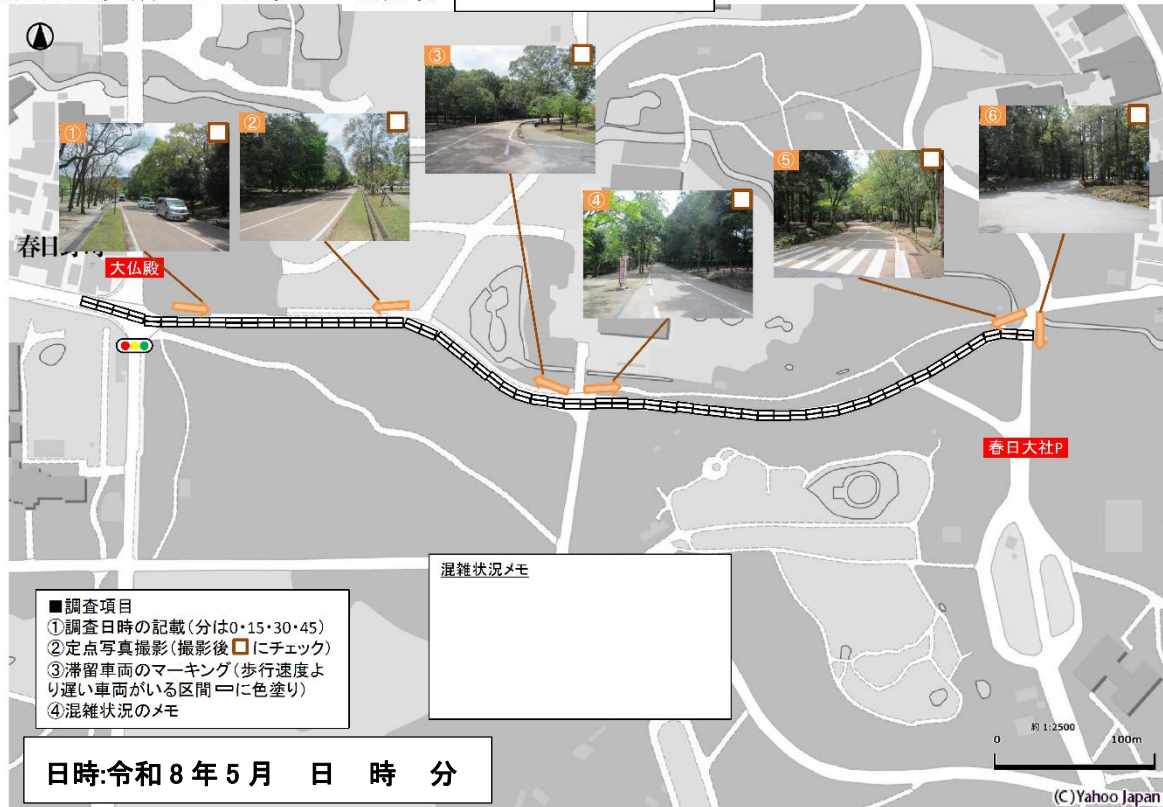 ③
②
⑥
①
⑤
④
春日野町
大仏殿
春日大社P
混雑状況メモ
■調査項目
①調査日時の記載(分は0・15・30・45)
②定点写真撮影(撮影後□にチェック)
③滞留車両のマーキング(歩行速度よ
り遅い車両がいる区間▭に色塗り)
④混雑状況のメモ
約 1:2500
0 100m
日時:令和8年5月 日 時 分
(C)Yahoo Japan